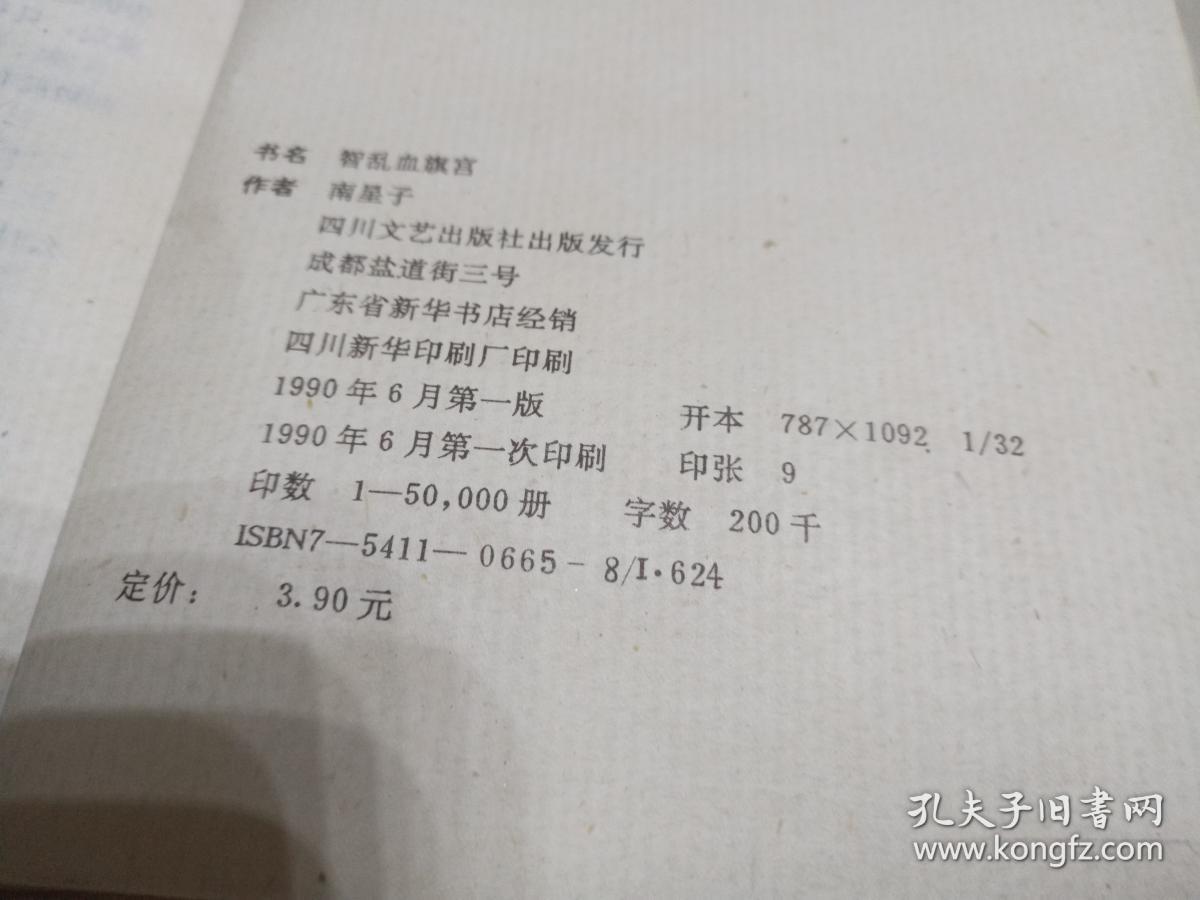 书名 智乱血旗宫
作者 南星子
四川文艺出版社出版发行
成都盐道街三号
广东省新华书店经销
四川新华印刷厂印刷
1990年6月第一版 开本 787×1092 1/32
1990年6月第一次印刷 印张 9
印数 1—50,000册 字数 200千
ISBN7—5411—0665-8/I·624
定价： 3.90元
孔夫子旧书网
www.kongfz.com